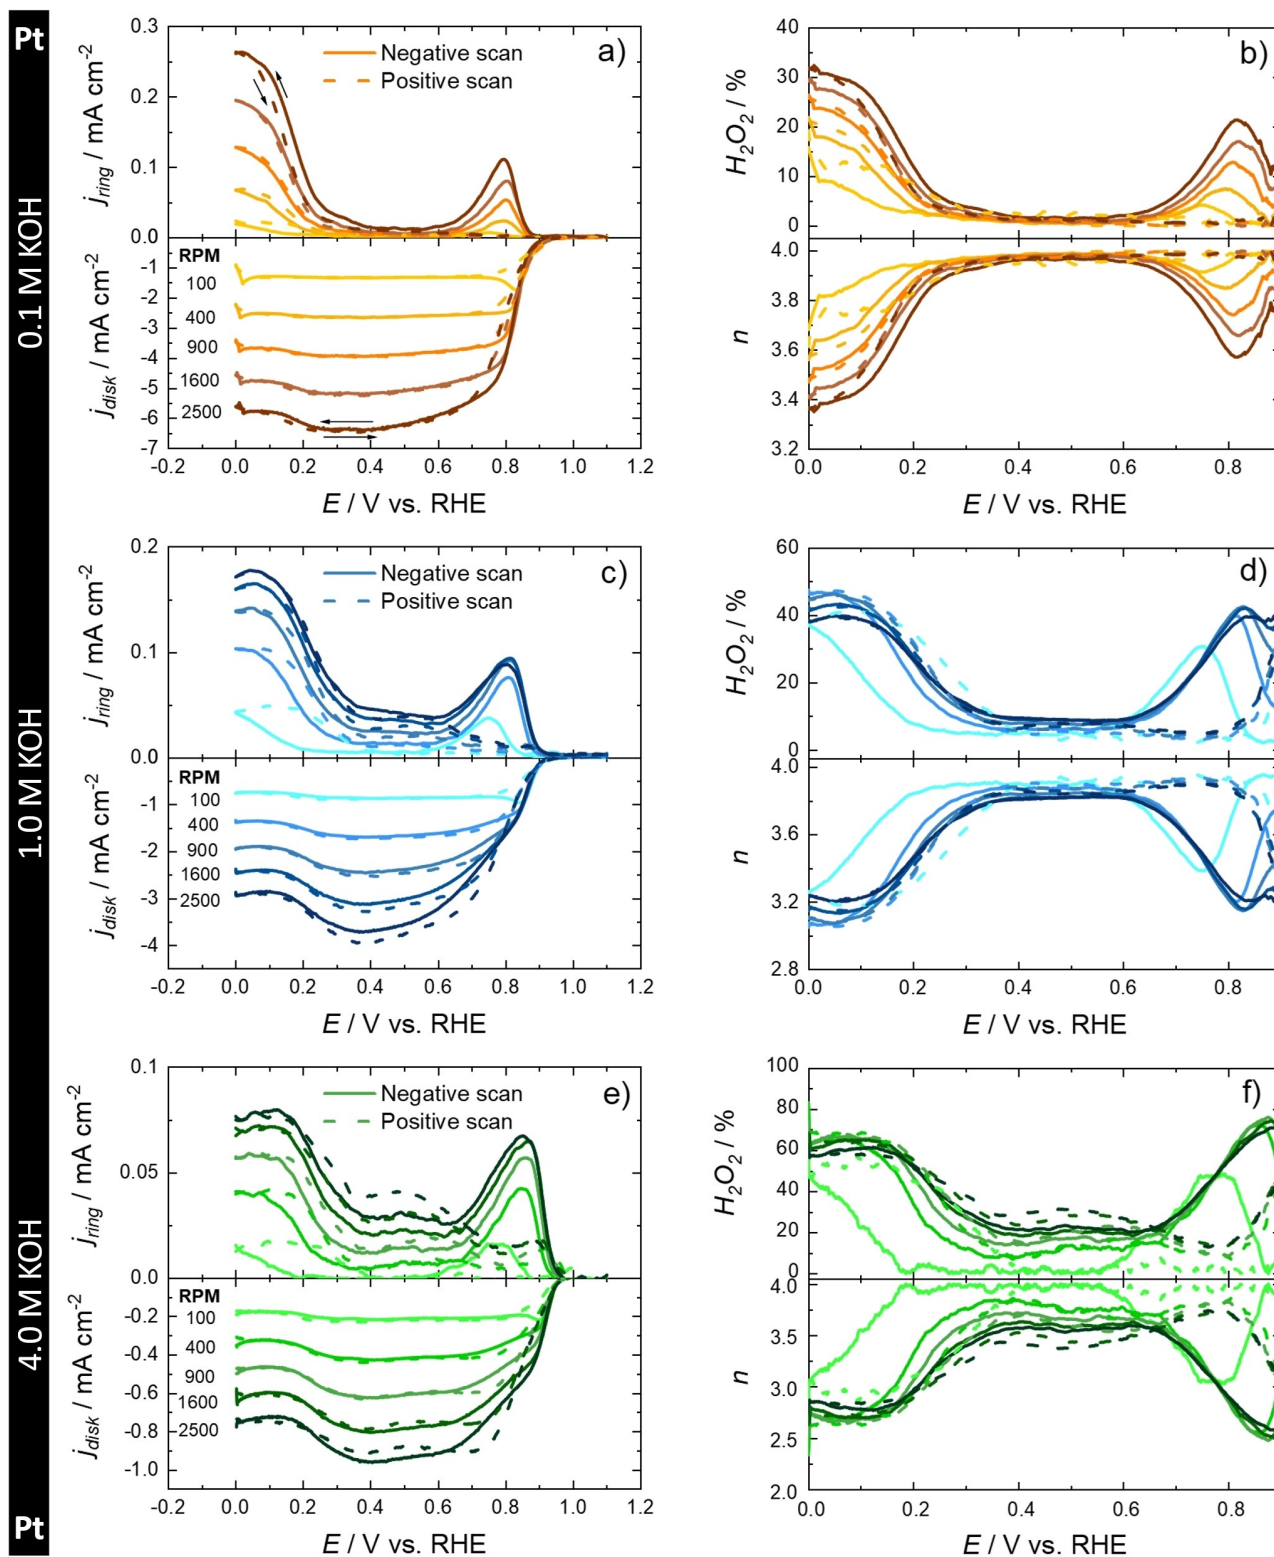 Pt
0.1 M KOH
1.0 M KOH
4.0 M KOH
Pt
a)
Negative scan
Positive scan
j_ring / mA cm⁻²
0.3
0.2
0.1
0.0
RPM
100
400
900
1600
2500
j_disk / mA cm⁻²
-1
-2
-3
-4
-5
-6
-7
-0.2 0.0 0.2 0.4 0.6 0.8 1.0 1.2
E / V vs. RHE
b)
H₂O₂ / %
40
30
20
10
0
n
4.0
3.8
3.6
3.4
3.2
0.0 0.2 0.4 0.6 0.8
E / V vs. RHE
c)
Negative scan
Positive scan
j_ring / mA cm⁻²
0.2
0.1
0.0
RPM
100
400
900
1600
2500
j_disk / mA cm⁻²
-1
-2
-3
-4
-0.2 0.0 0.2 0.4 0.6 0.8 1.0 1.2
E / V vs. RHE
d)
H₂O₂ / %
60
40
20
0
n
4.0
3.6
3.2
2.8
0.0 0.2 0.4 0.6 0.8
E / V vs. RHE
e)
Negative scan
Positive scan
j_ring / mA cm⁻²
0.1
0.05
0.0
RPM
100
400
900
1600
2500
j_disk / mA cm⁻²
-0.2
-0.4
-0.6
-0.8
-1.0
-0.2 0.0 0.2 0.4 0.6 0.8 1.0 1.2
E / V vs. RHE
f)
H₂O₂ / %
100
80
60
40
20
0
n
4.0
3.5
3.0
2.5
2.0
0.0 0.2 0.4 0.6 0.8
E / V vs. RHE